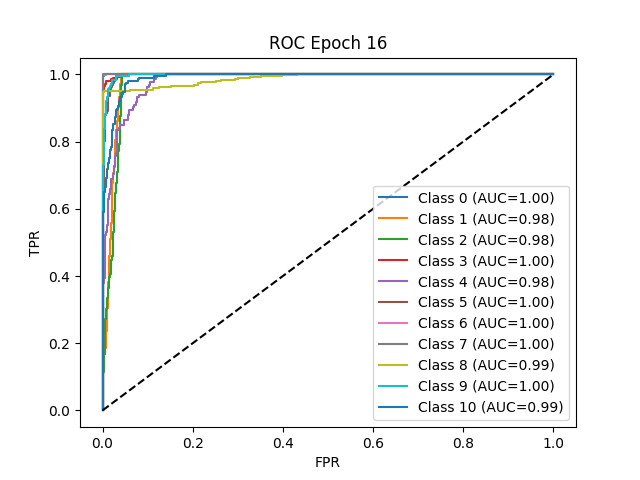 ROC Epoch 16
1.0
0.8
0.6
0.4
0.2
0.0
TPR
0.0 0.2 0.4 0.6 0.8 1.0
FPR
Class 0 (AUC=1.00)
Class 1 (AUC=0.98)
Class 2 (AUC=0.98)
Class 3 (AUC=1.00)
Class 4 (AUC=0.98)
Class 5 (AUC=1.00)
Class 6 (AUC=1.00)
Class 7 (AUC=1.00)
Class 8 (AUC=0.99)
Class 9 (AUC=1.00)
Class 10 (AUC=0.99)